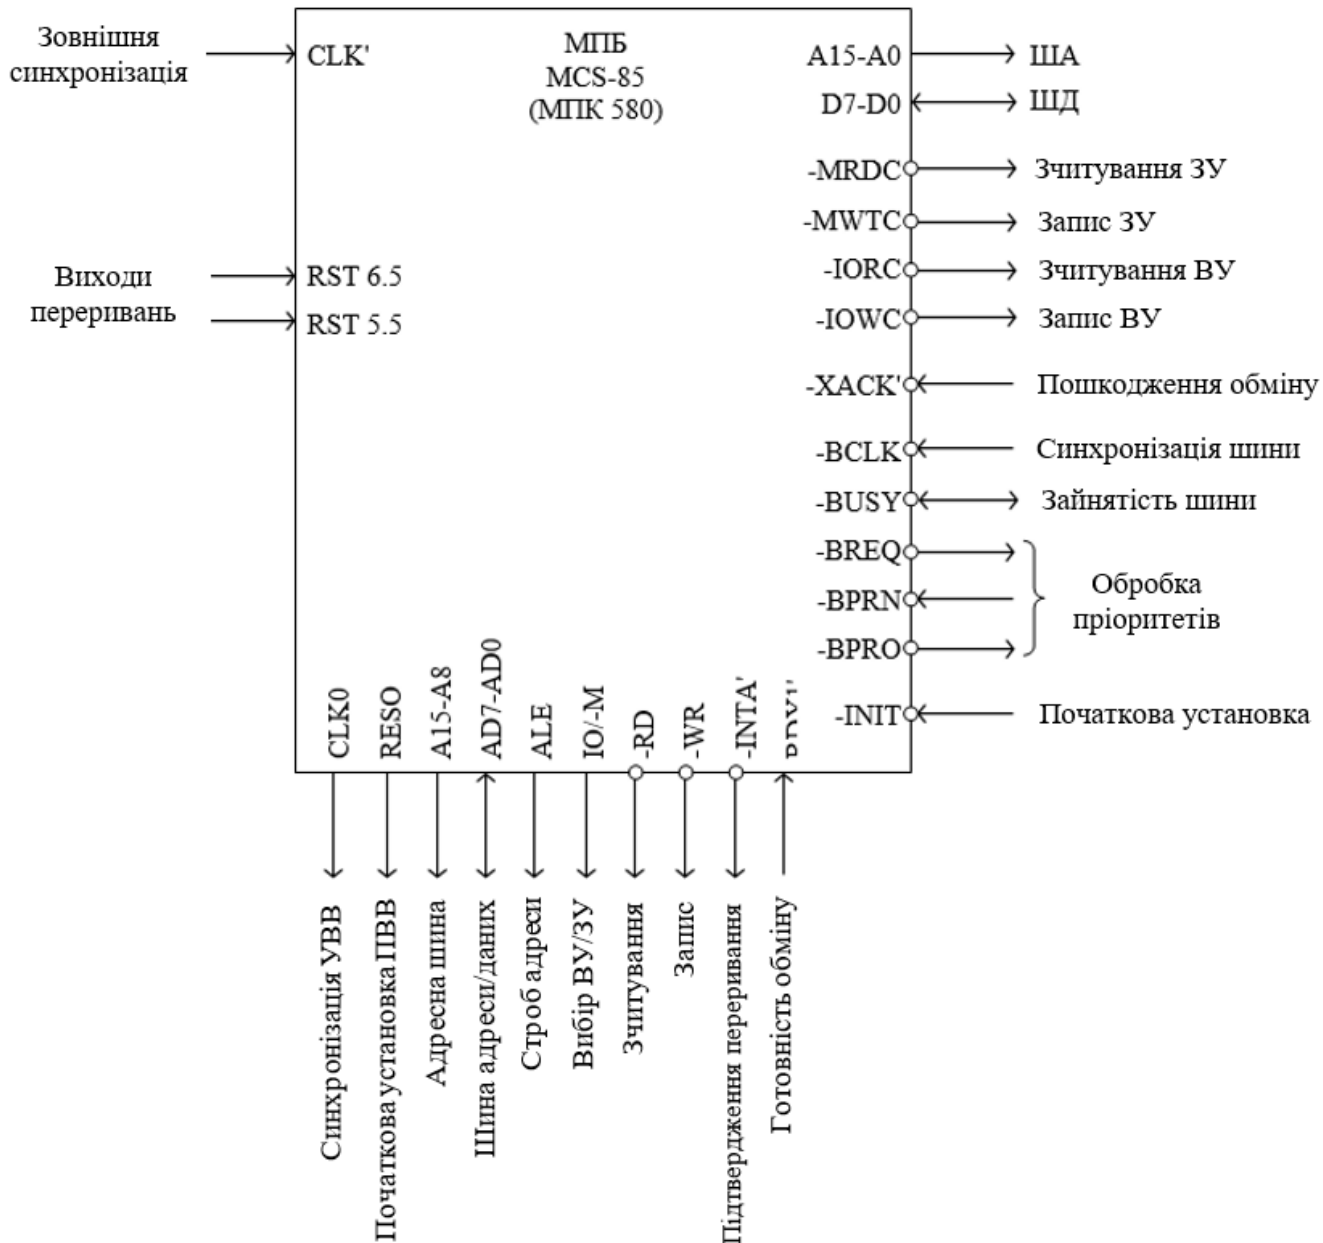 Зовнішня
синхронізація
CLK'
МПБ
MCS-85
(МПК 580)
A15-A0
ША
D7-D0
ШД
-MRDC
Зчитування ЗУ
-MWTC
Запис ЗУ
Виходи
переривань
RST 6.5
RST 5.5
-IORC
Зчитування ВУ
-IOWC
Запис ВУ
-XACK'
Пошкодження обміну
-BCLK
Синхронізація шини
-BUSY
Зайнятість шини
-BREQ
-BPRN
-BPRO
Обробка
пріоритетів
-INIT
Початкова установка
CLK0
RESO
A15-A8
AD7-AD0
ALE
IO/-M
-RD
-WR
-INTA'
Синхронізація УВВ
Початкова установка ПВВ
Адресна шина
Шина адреси/даних
Строб адреси
Вибір ВУ/ЗУ
Зчитування
Запис
Підтвердження переривання
Готовність обміну